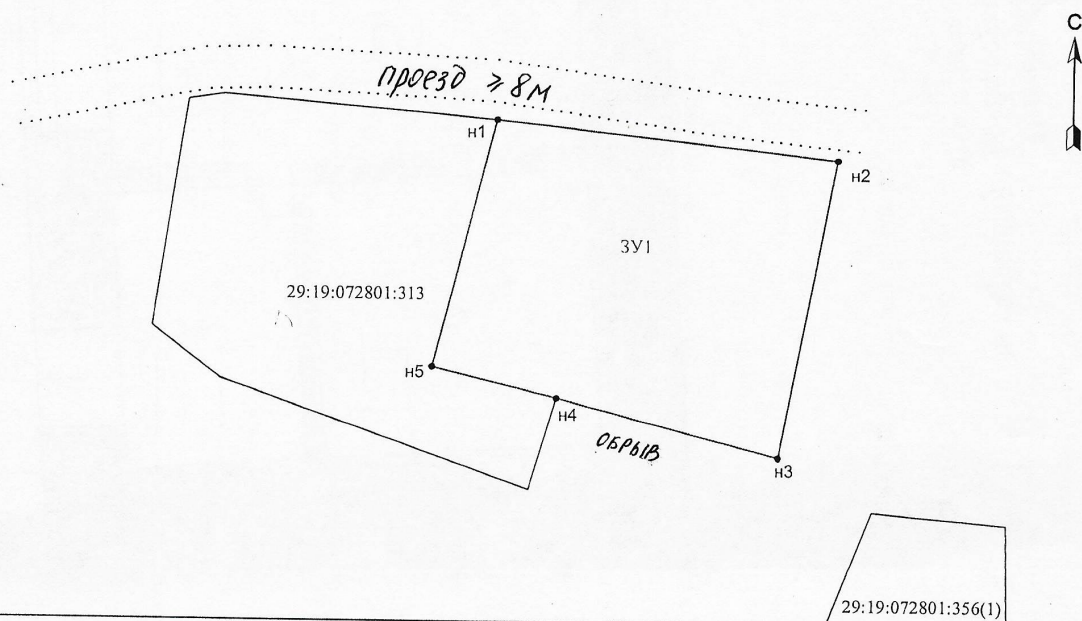 С
проезд ≥ 8м
н1
н2
ЗУ1
29:19:072801:313
н5
н4
обрыв
н3
29:19:072801:356(1)